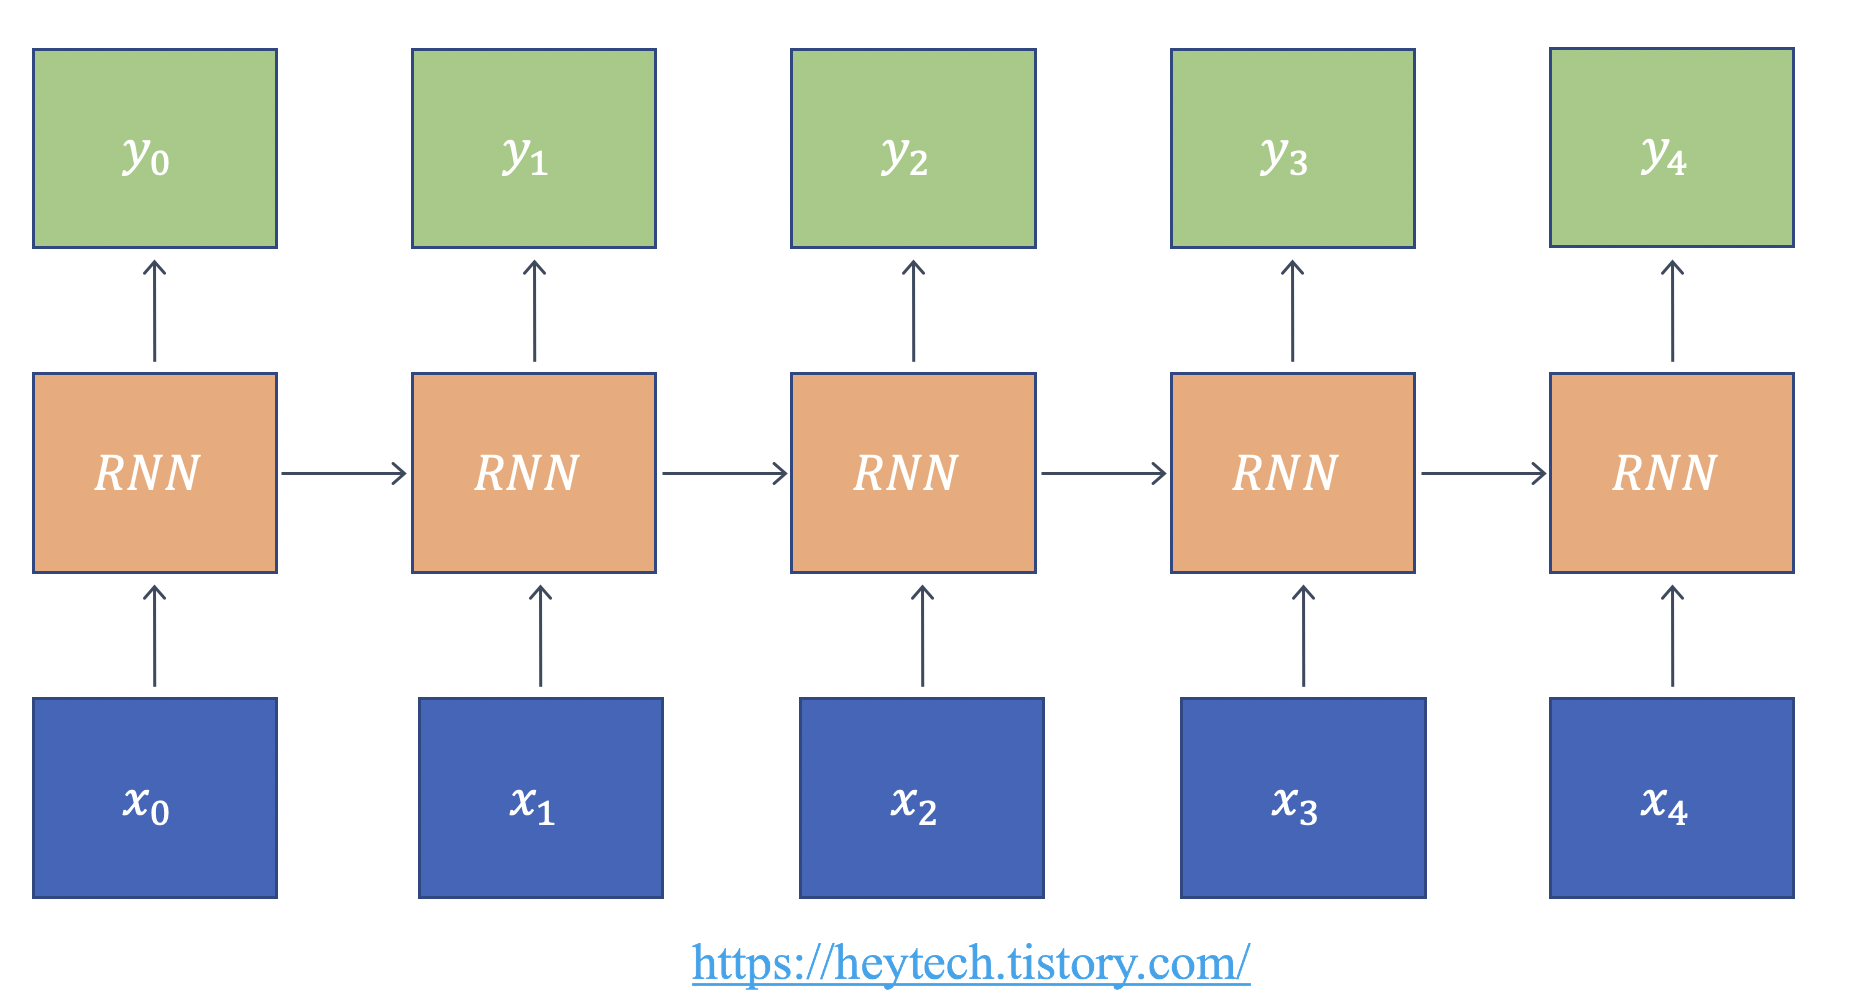 y₀ y₁ y₂ y₃ y₄
RNN RNN RNN RNN RNN
x₀ x₁ x₂ x₃ x₄
https://heytech.tistory.com/